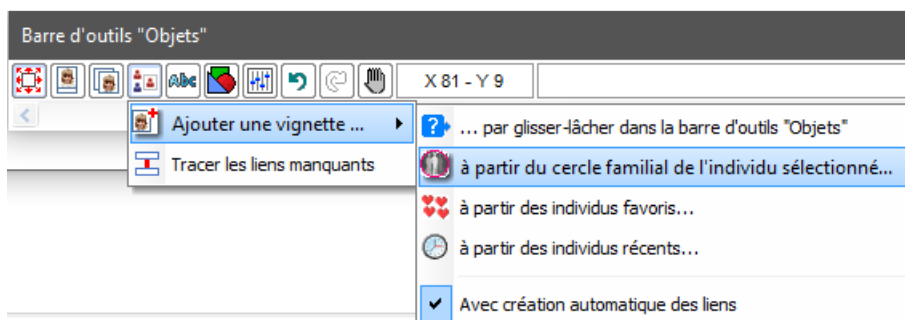 Barre d'outils "Objets"
Abc
X 81 - Y 9
Ajouter une vignette ...
Tracer les liens manquants
... par glisser-lâcher dans la barre d'outils "Objets"
à partir du cercle familial de l'individu sélectionné...
à partir des individus favoris...
à partir des individus récents...
Avec création automatique des liens